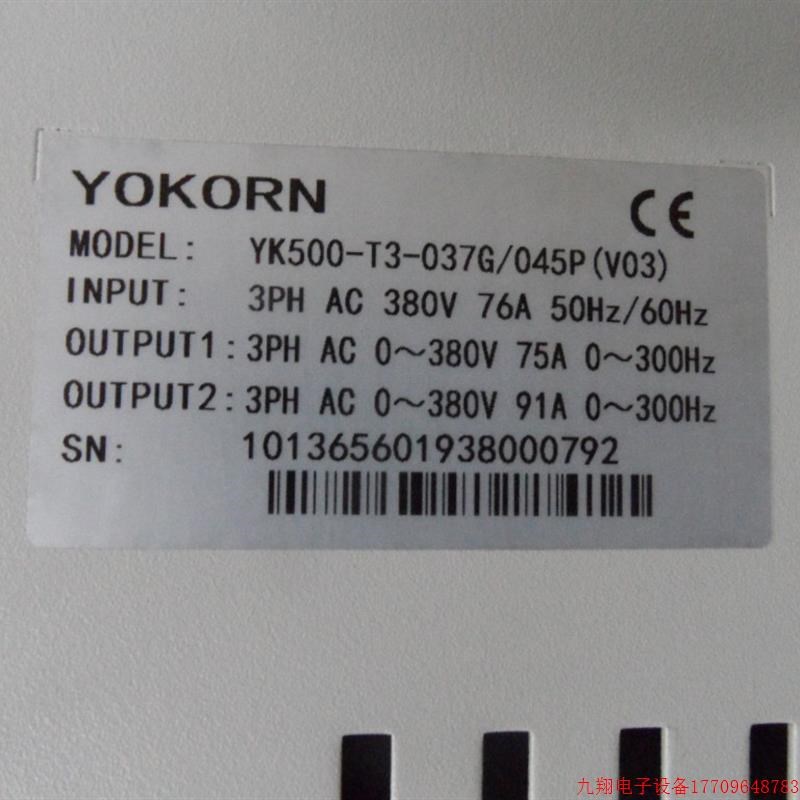 YOKORN
CE
MODEL: YK500-T3-037G/045P(V03)
INPUT: 3PH AC 380V 76A 50Hz/60Hz
OUTPUT1: 3PH AC 0~380V 75A 0~300Hz
OUTPUT2: 3PH AC 0~380V 91A 0~300Hz
SN: 101365601938000792
九翔电子设备17709648783